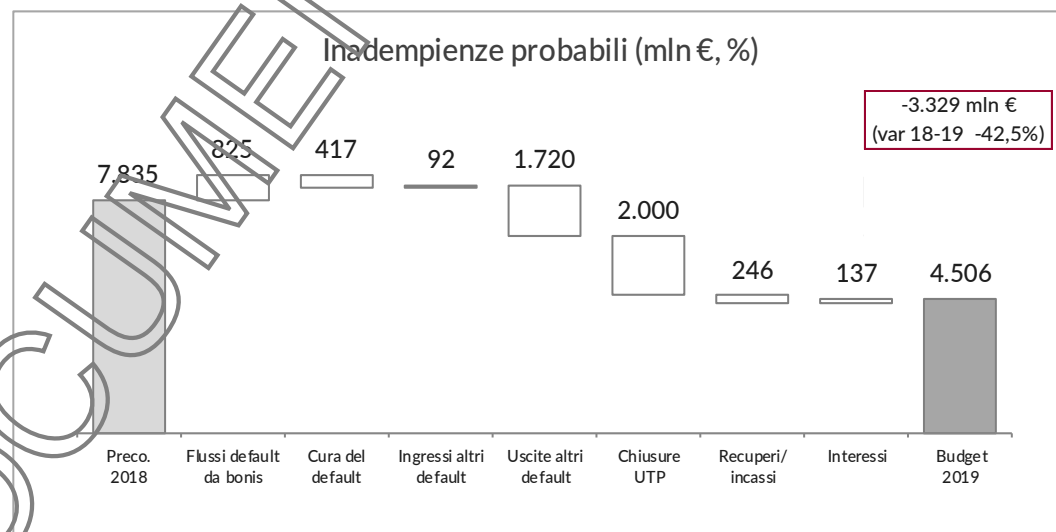 Inadempienze probabili (mln €, %)
-3.329 mln €
(var 18-19 -42,5%)
7.835
825
417
92
1.720
2.000
246
137
4.506
Preco. 2018
Flussi default da bonis
Cura del default
Ingressi altri default
Uscite altri default
Chiusure UTP
Recuperi/ incassi
Interessi
Budget 2019
CUME